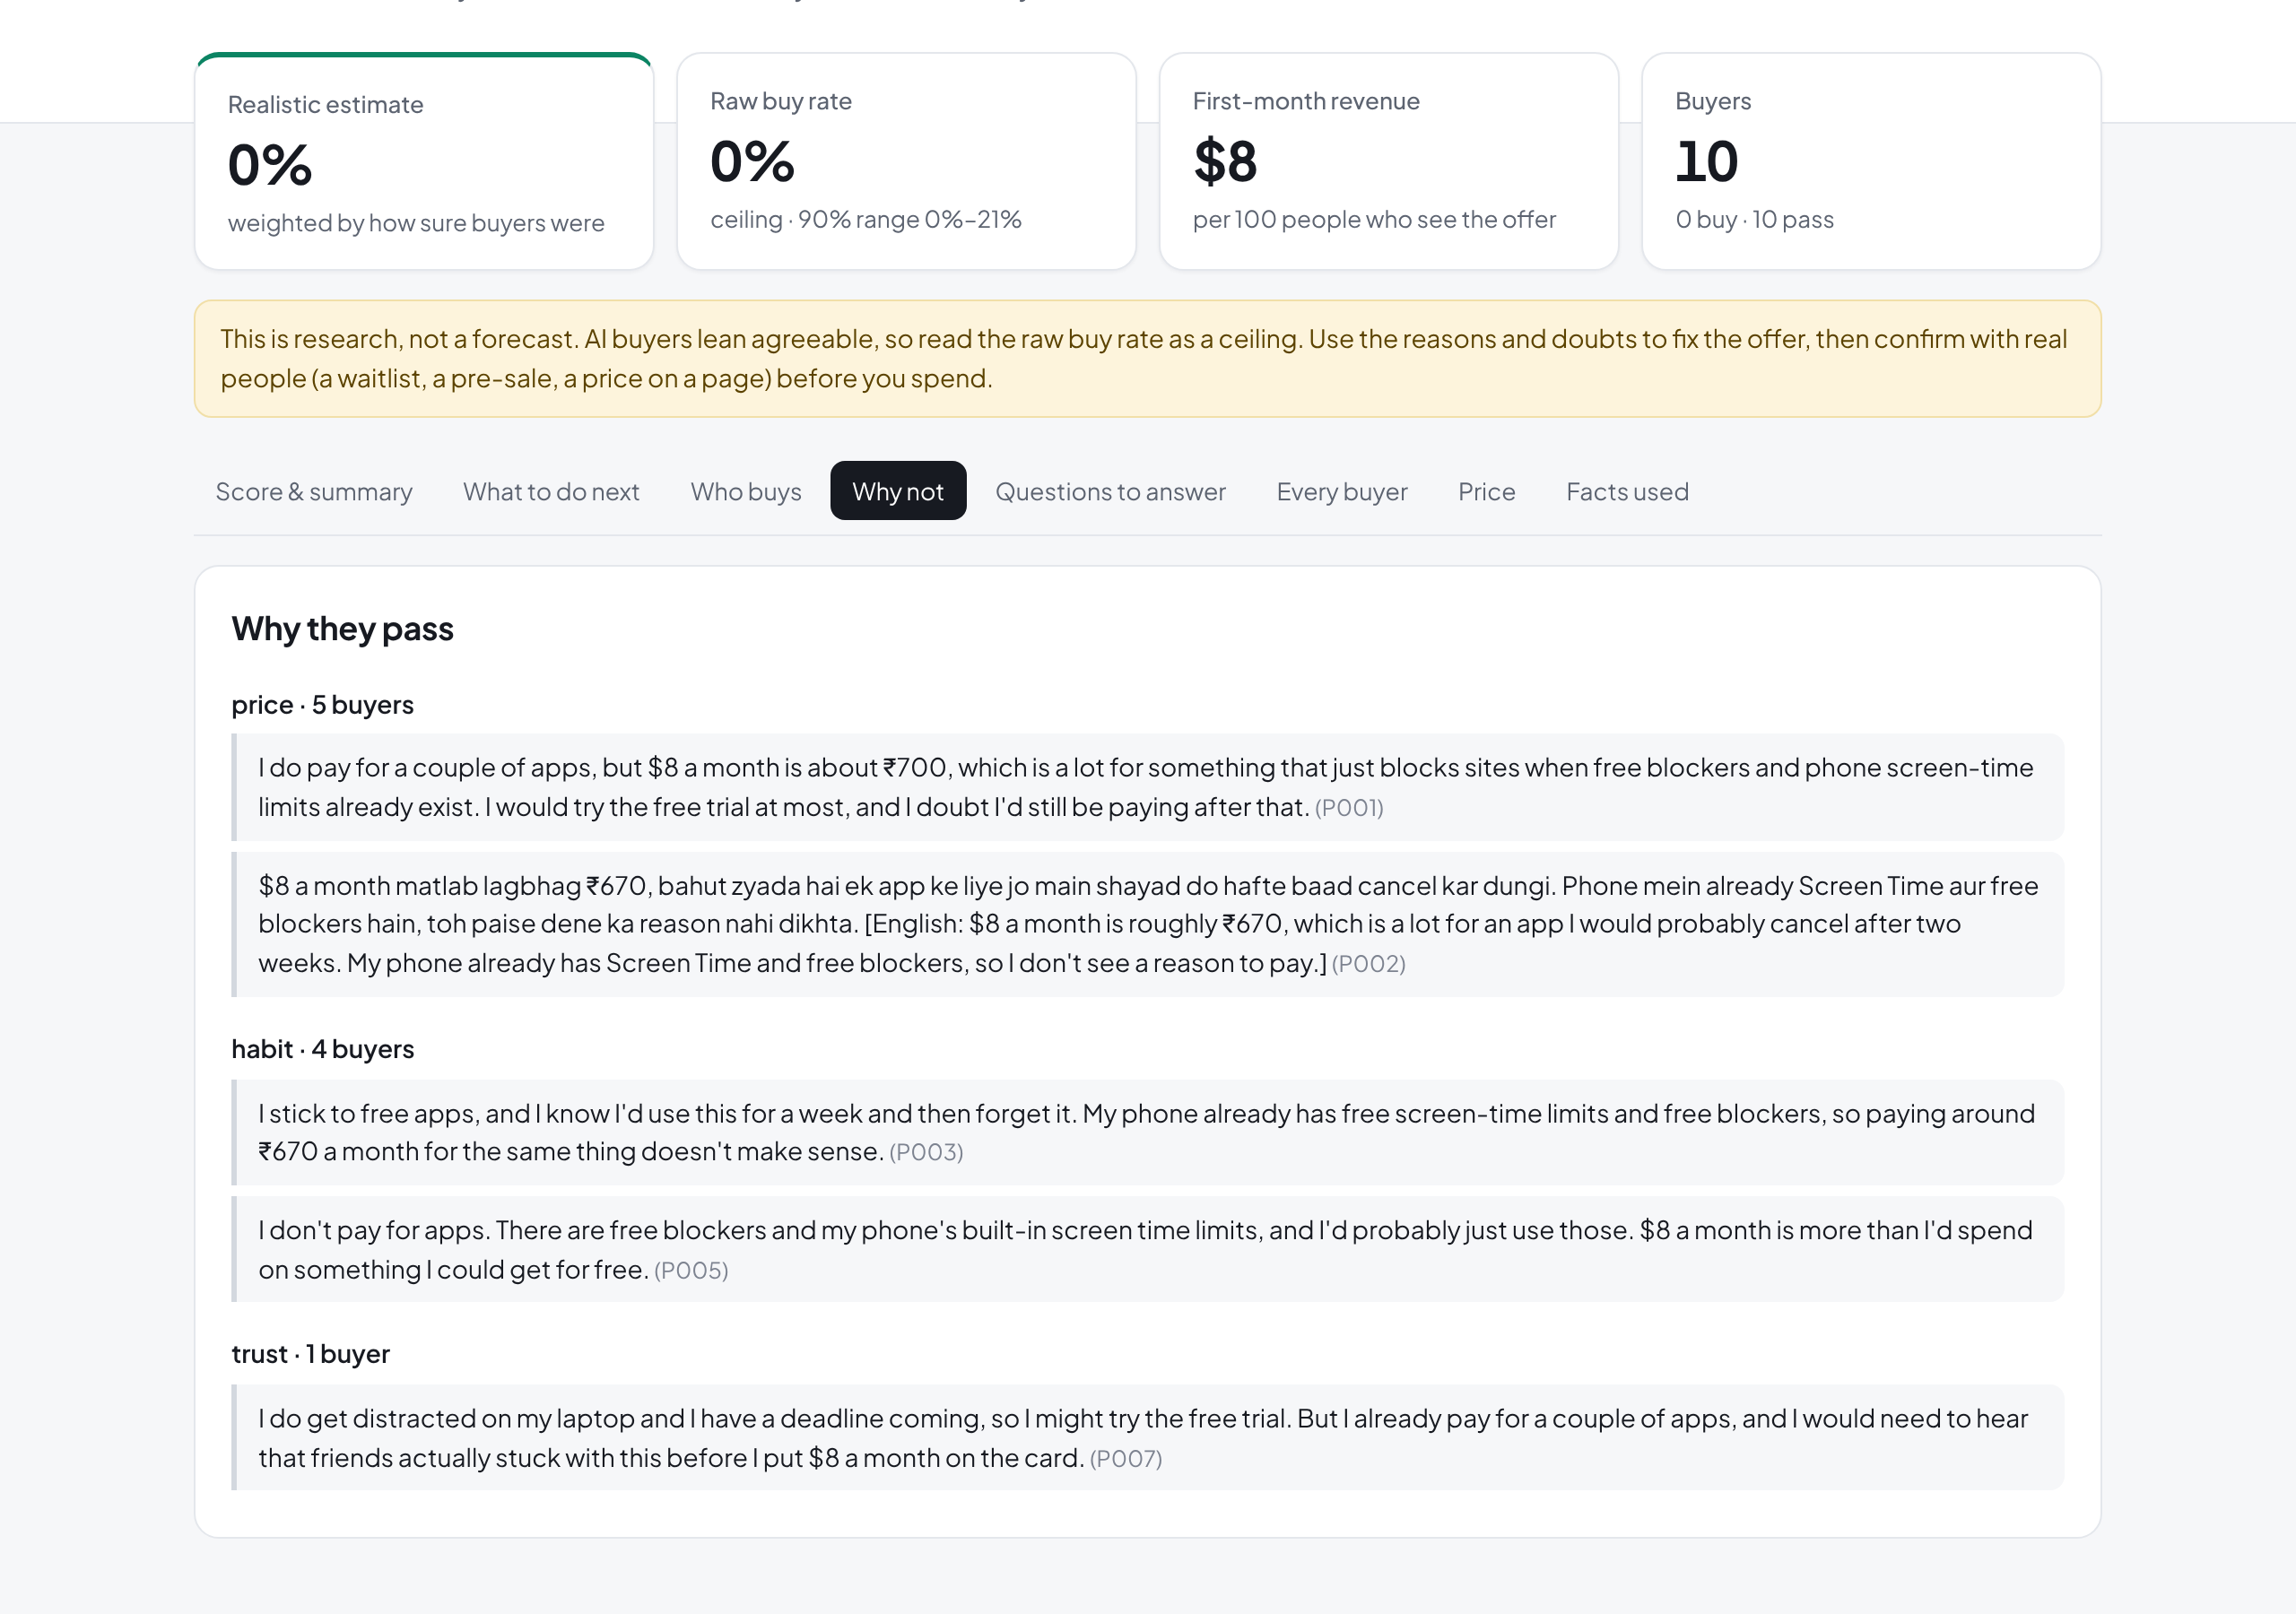 Realistic estimate
0%
weighted by how sure buyers were
Raw buy rate
0%
ceiling · 90% range 0%–21%
First-month revenue
$8
per 100 people who see the offer
Buyers
10
0 buy · 10 pass
This is research, not a forecast. AI buyers lean agreeable, so read the raw buy rate as a ceiling. Use the reasons and doubts to fix the offer, then confirm with real
people (a waitlist, a pre-sale, a price on a page) before you spend.
Score & summary What to do next Who buys Why not Questions to answer Every buyer Price Facts used
Why they pass
price · 5 buyers
I do pay for a couple of apps, but $8 a month is about ₹700, which is a lot for something that just blocks sites when free blockers and phone screen-time
limits already exist. I would try the free trial at most, and I doubt I'd still be paying after that. (P001)
$8 a month matlab lagbhag ₹670, bahut zyada hai ek app ke liye jo main shayad do hafte baad cancel kar dungi. Phone mein already Screen Time aur free
blockers hain, toh paise dene ka reason nahi dikhta. [English: $8 a month is roughly ₹670, which is a lot for an app I would probably cancel after two
weeks. My phone already has Screen Time and free blockers, so I don't see a reason to pay.] (P002)
habit · 4 buyers
I stick to free apps, and I know I'd use this for a week and then forget it. My phone already has free screen-time limits and free blockers, so paying around
₹670 a month for the same thing doesn't make sense. (P003)
I don't pay for apps. There are free blockers and my phone's built-in screen time limits, and I'd probably just use those. $8 a month is more than I'd spend
on something I could get for free. (P005)
trust · 1 buyer
I do get distracted on my laptop and I have a deadline coming, so I might try the free trial. But I already pay for a couple of apps, and I would need to hear
that friends actually stuck with this before I put $8 a month on the card. (P007)